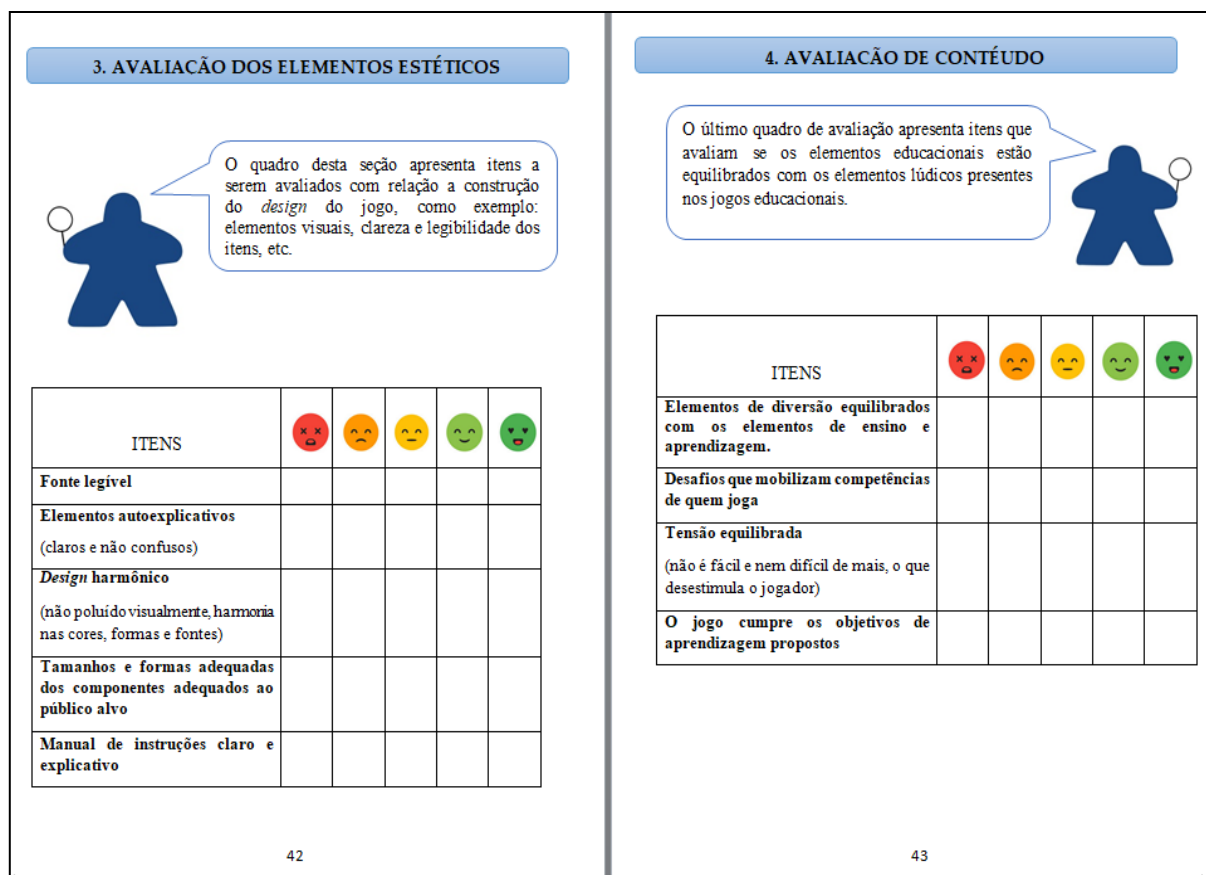 3. AVALIACÃO DOS ELEMENTOS ESTÉTICOS
O quadro desta seção apresenta itens a
serem avaliados com relação a construção
do design do jogo, como exemplo:
elementos visuais, clareza e legibilidade dos
itens, etc.
ITENS
Fonte legível
Elementos autoexplicativos
(claros e não confusos)
Design harmônico
(não poluído visualmente, harmonia
nas cores, formas e fontes)
Tamanhos e formas adequadas
dos componentes adequados ao
público alvo
Manual de instruções claro e
explicativo
42
4. AVALIACÃO DE CONTÉUDO
O último quadro de avaliação apresenta itens que
avaliam se os elementos educacionais estão
equilibrados com os elementos lúdicos presentes
nos jogos educacionais.
ITENS
Elementos de diversão equilibrados
com os elementos de ensino e
aprendizagem.
Desafios que mobilizam competências
de quem joga
Tensão equilibrada
(não é fácil e nem difícil de mais, o que
desestimula o jogador)
O jogo cumpre os objetivos de
aprendizagem propostos
43